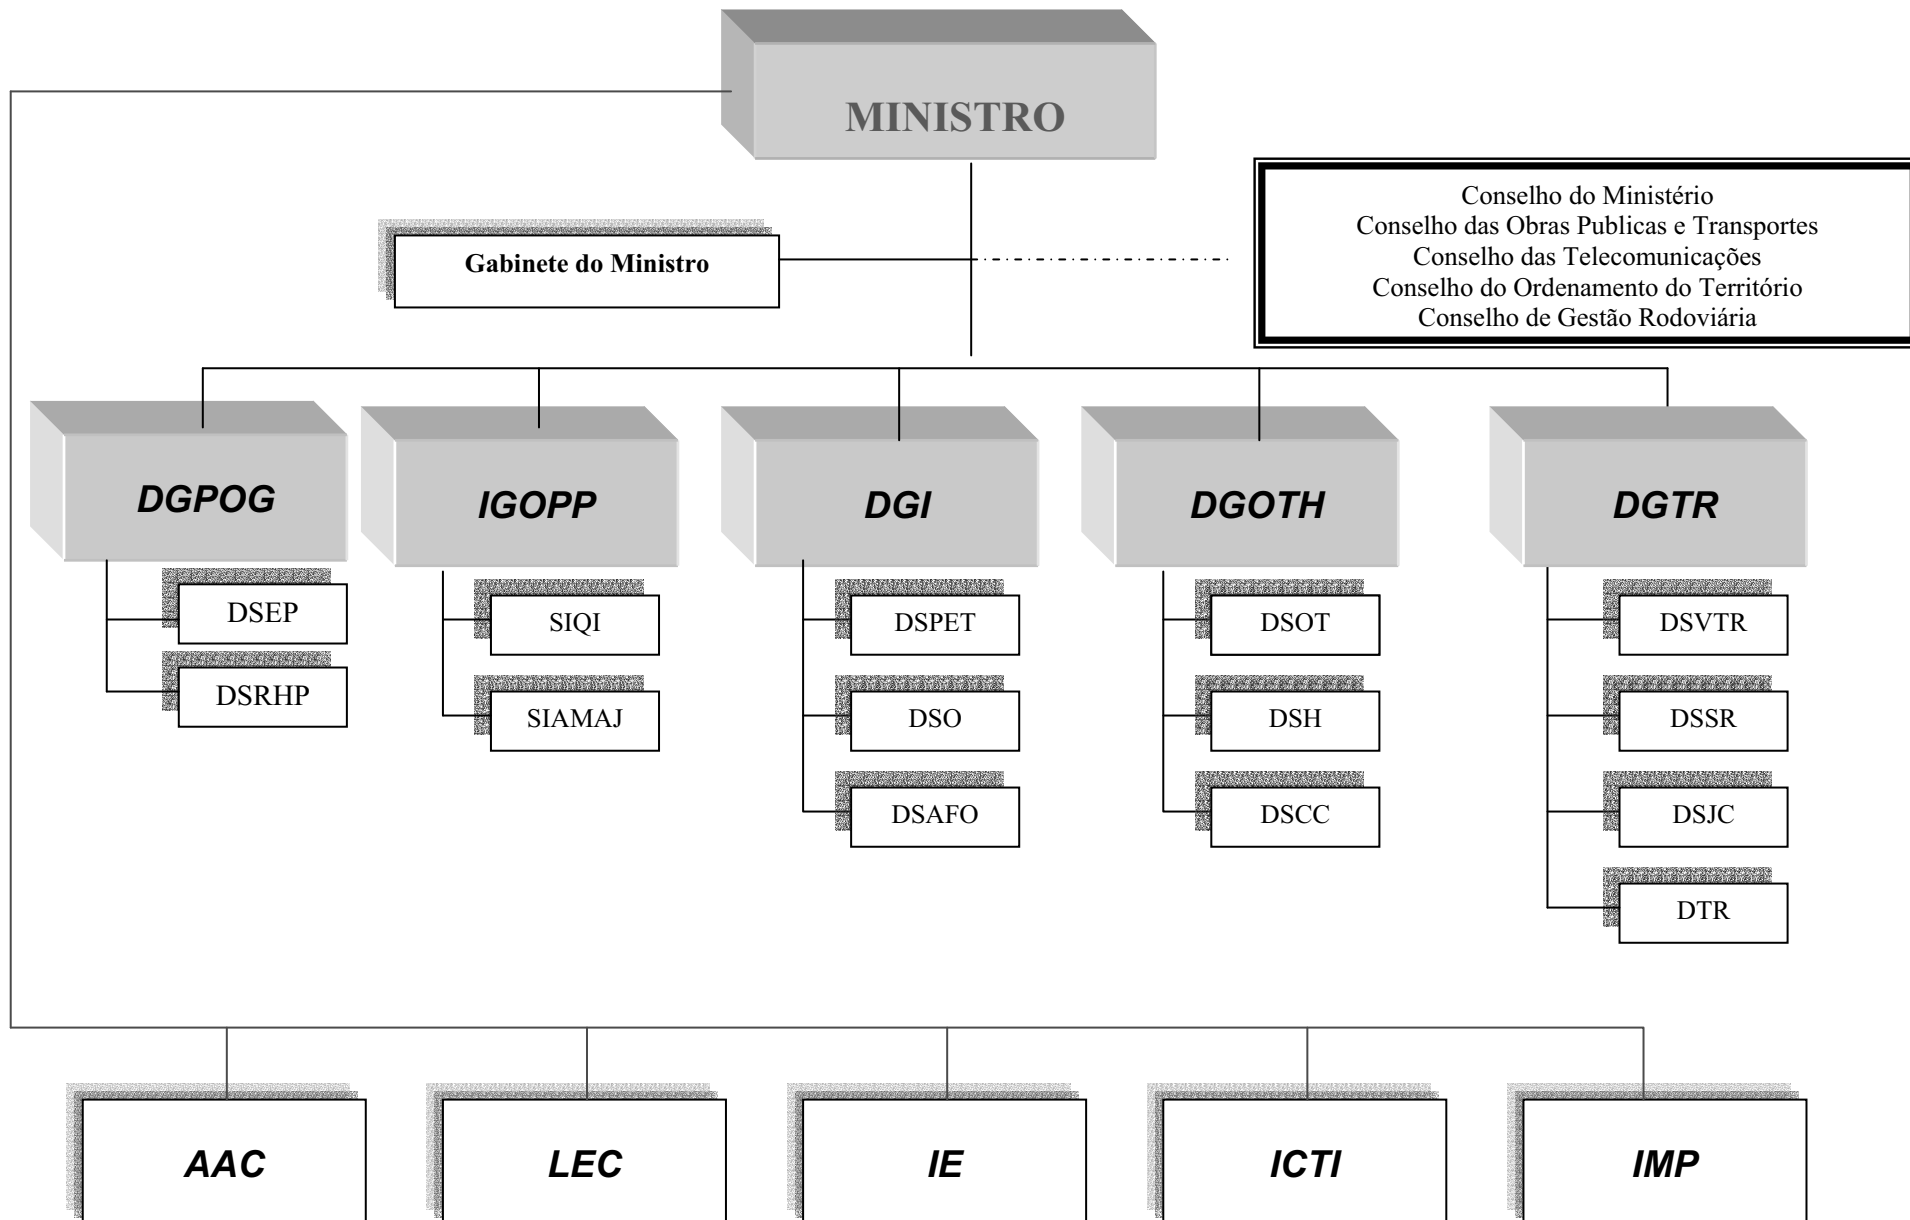 MINISTRO
Conselho do Ministério
Conselho das Obras Publicas e Transportes
Conselho das Telecomunicações
Conselho do Ordenamento do Território
Conselho de Gestão Rodoviária
Gabinete do Ministro
DGPOG
IGOPP
DGI
DGOTH
DGTR
DSEP
DSRHP
SIQI
SIAMAJ
DSPET
DSO
DSAFO
DSOT
DSH
DSCC
DSVTR
DSSR
DSJC
DTR
AAC
LEC
IE
ICTI
IMP